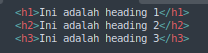 <h1>Ini adalah heading 1</h1>
<h2>Ini adalah heading 2</h2>
<h3>Ini adalah heading 3</h3>